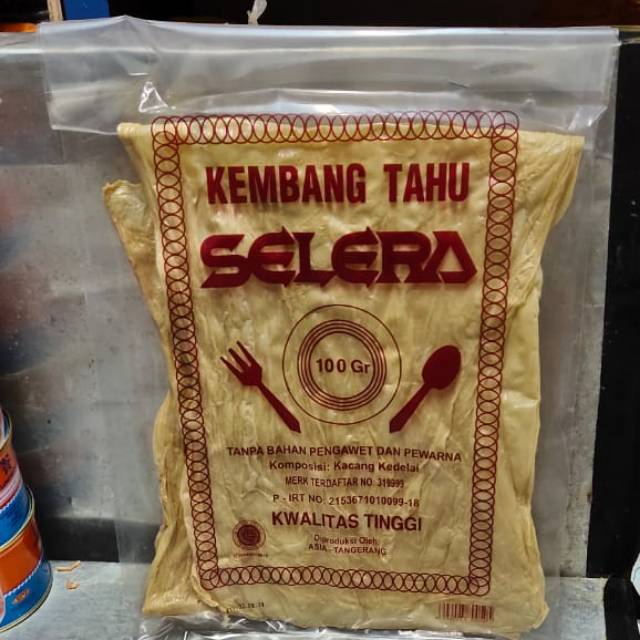 KEMBANG TAHU
SELERA
100 Gr
TANPA BAHAN PENGAWET DAN PEWARNA
Komposisi: Kacang Kedelai
MERK TERDAFTAR NO. 319999
P - IRT NO. 2153671010099-18
KWALITAS TINGGI
Diproduksi Oleh:
ASIA - TANGERANG